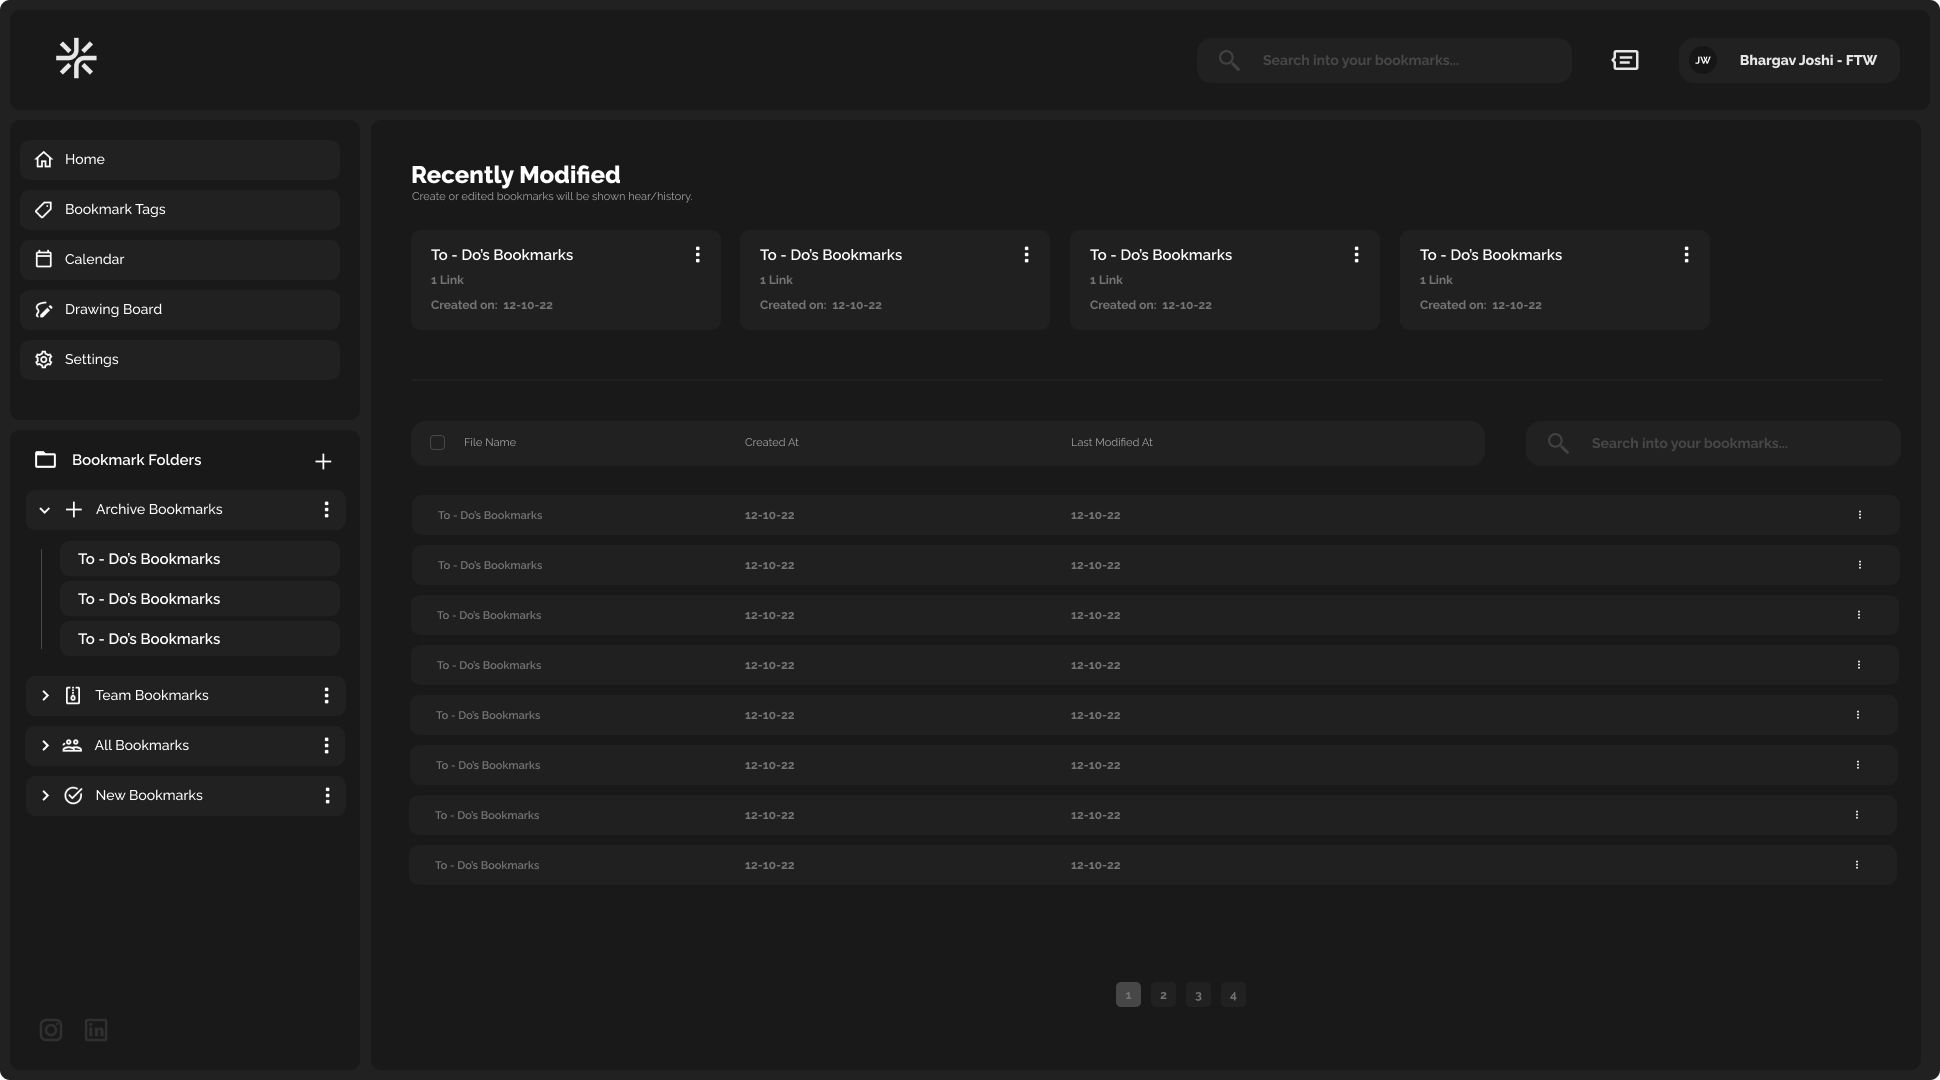 Search into your bookmarks...
JW
Bhargav Joshi - FTW
Home
Bookmark Tags
Calendar
Drawing Board
Settings
Bookmark Folders
Archive Bookmarks
To - Do's Bookmarks
To - Do's Bookmarks
To - Do's Bookmarks
Team Bookmarks
All Bookmarks
New Bookmarks
in
Recently Modified
Create or edited bookmarks will be shown hear/history.
To - Do's Bookmarks
1 Link
Created on: 12-10-22
To - Do's Bookmarks
1 Link
Created on: 12-10-22
To - Do's Bookmarks
1 Link
Created on: 12-10-22
To - Do's Bookmarks
1 Link
Created on: 12-10-22
File Name Created At Last Modified At
Search into your bookmarks...
To - Do's Bookmarks 12-10-22 12-10-22
To - Do's Bookmarks 12-10-22 12-10-22
To - Do's Bookmarks 12-10-22 12-10-22
To - Do's Bookmarks 12-10-22 12-10-22
To - Do's Bookmarks 12-10-22 12-10-22
To - Do's Bookmarks 12-10-22 12-10-22
To - Do's Bookmarks 12-10-22 12-10-22
To - Do's Bookmarks 12-10-22 12-10-22
1 2 3 4